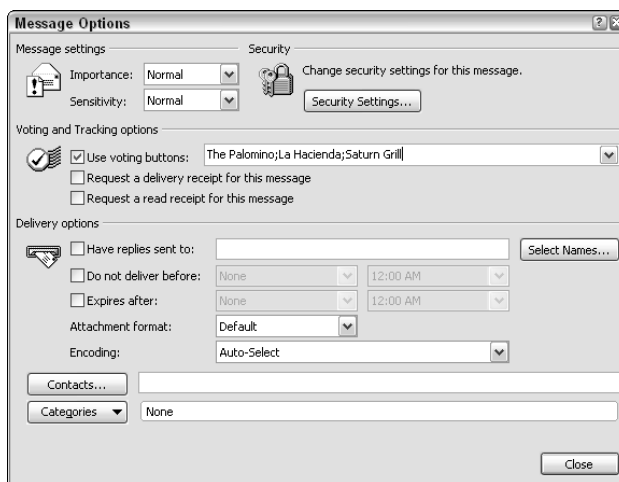 Message Options
Message settings
Security
Importance: Normal
Sensitivity: Normal
Change security settings for this message.
Security Settings...
Voting and Tracking options
Use voting buttons: The Palomino;La Hacienda;Saturn Grill
Request a delivery receipt for this message
Request a read receipt for this message
Delivery options
Have replies sent to: Select Names...
Do not deliver before: None 12:00 AM
Expires after: None 12:00 AM
Attachment format: Default
Encoding: Auto-Select
Contacts...
Categories None
Close